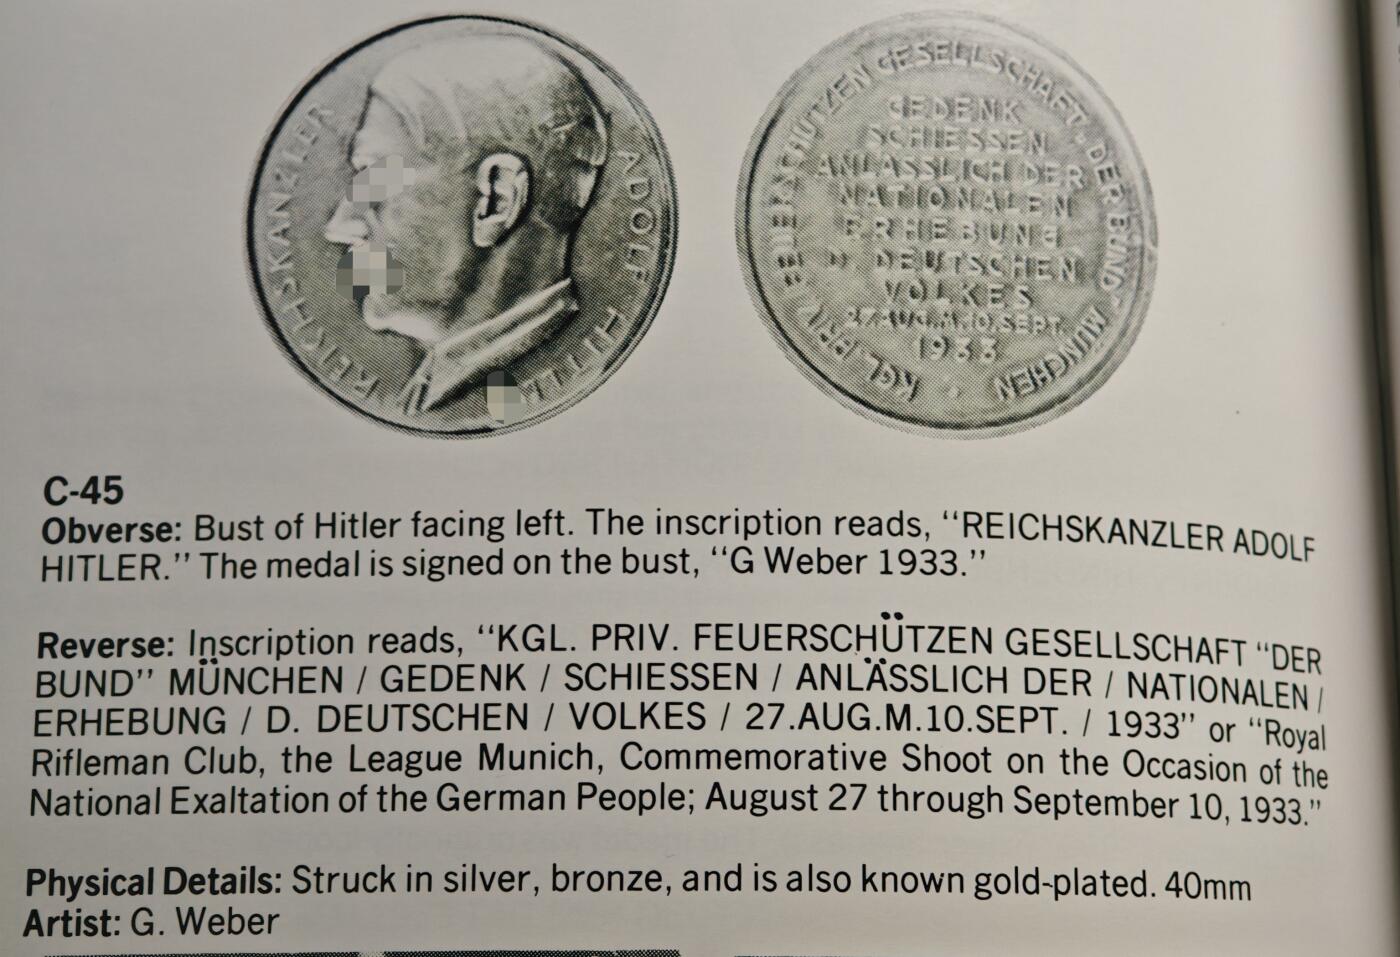 REICHSKANZLER ADOLF HITLER
KGL. PRIV. FEUERSCHÜTZEN GESELLSCHAFT "DER BUND" MÜNCHEN
GEDENK
SCHIESSEN
ANLÄSSLICH DER
NATIONALEN
ERHEBUNG
D. DEUTSCHEN
VOLKES
27.AUG.M.10.SEPT.
1933
C-45
Obverse: Bust of Hitler facing left. The inscription reads, "REICHSKANZLER ADOLF
HITLER." The medal is signed on the bust, "G Weber 1933."
Reverse: Inscription reads, "KGL. PRIV. FEUERSCHÜTZEN GESELLSCHAFT "DER
BUND" MÜNCHEN / GEDENK / SCHIESSEN / ANLÄSSLICH DER / NATIONALEN /
ERHEBUNG / D. DEUTSCHEN / VOLKES / 27.AUG.M.10.SEPT. / 1933" or "Royal
Rifleman Club, the League Munich, Commemorative Shoot on the Occasion of the
National Exaltation of the German People; August 27 through September 10, 1933."
Physical Details: Struck in silver, bronze, and is also known gold-plated. 40mm
Artist: G. Weber